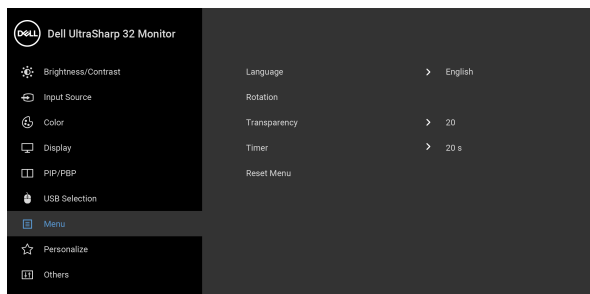 DELL Dell UltraSharp 32 Monitor
Brightness/Contrast
Input Source
Color
Display
PIP/PBP
USB Selection
Menu
Personalize
Others
Language > English
Rotation
Transparency > 20
Timer > 20 s
Reset Menu